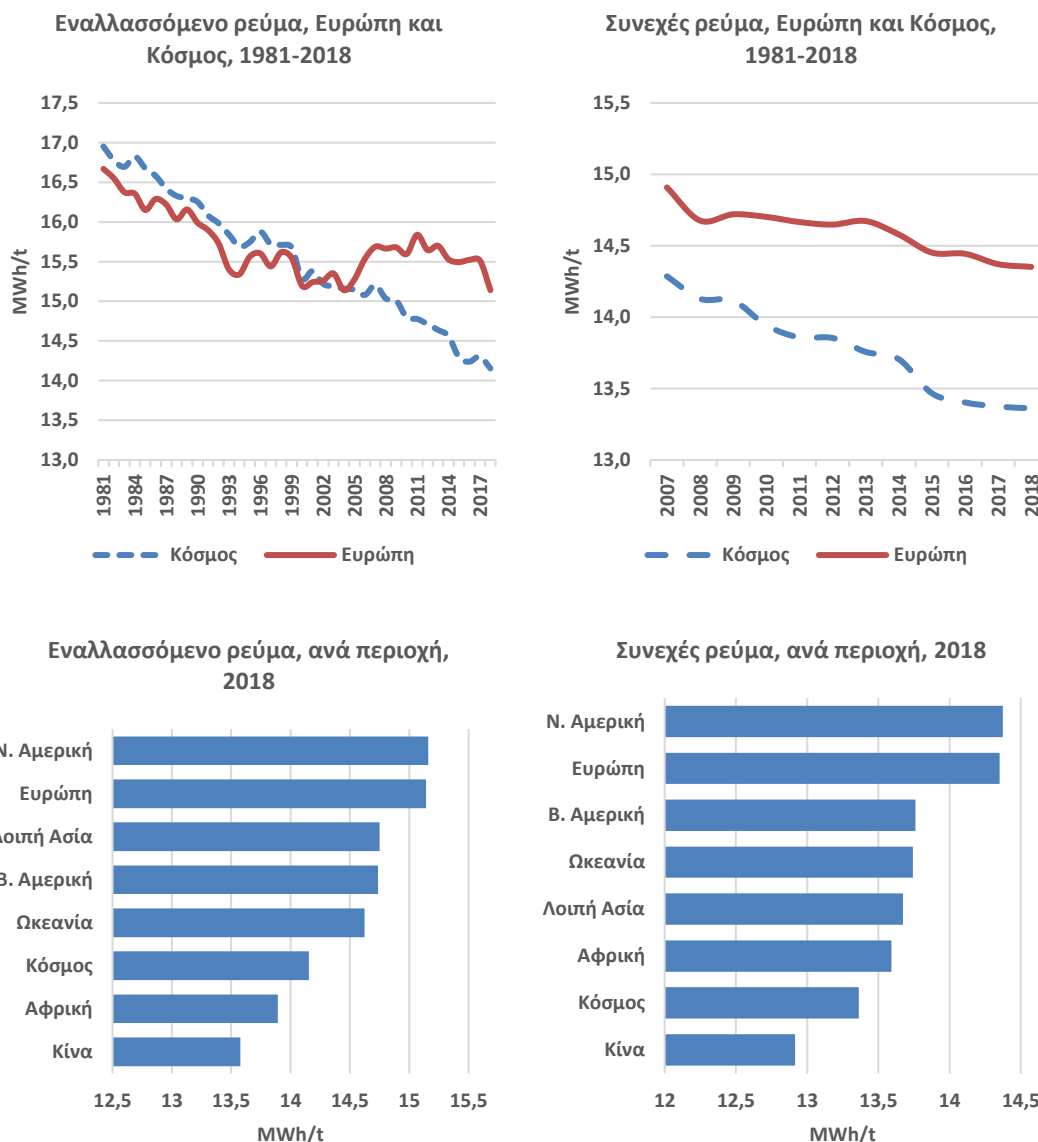 Εναλλασσόμενο ρεύμα, Ευρώπη και
Κόσμος, 1981-2018
17,5
17,0
16,5
16,0
15,5
15,0
14,5
14,0
13,5
13,0
MWh/t
1981
1984
1987
1990
1993
1996
1999
2002
2005
2008
2011
2014
2017
Κόσμος
Ευρώπη
Συνεχές ρεύμα, Ευρώπη και Κόσμος,
1981-2018
15,5
15,0
14,5
14,0
13,5
13,0
MWh/t
2007
2008
2009
2010
2011
2012
2013
2014
2015
2016
2017
2018
Κόσμος
Ευρώπη
Εναλλασσόμενο ρεύμα, ανά περιοχή,
2018
Ν. Αμερική
Ευρώπη
Λοιπή Ασία
Β. Αμερική
Ωκεανία
Κόσμος
Αφρική
Κίνα
12,5 13 13,5 14 14,5 15 15,5
MWh/t
Συνεχές ρεύμα, ανά περιοχή, 2018
Ν. Αμερική
Ευρώπη
Β. Αμερική
Ωκεανία
Λοιπή Ασία
Αφρική
Κόσμος
Κίνα
12 12,5 13 13,5 14 14,5
MWh/t